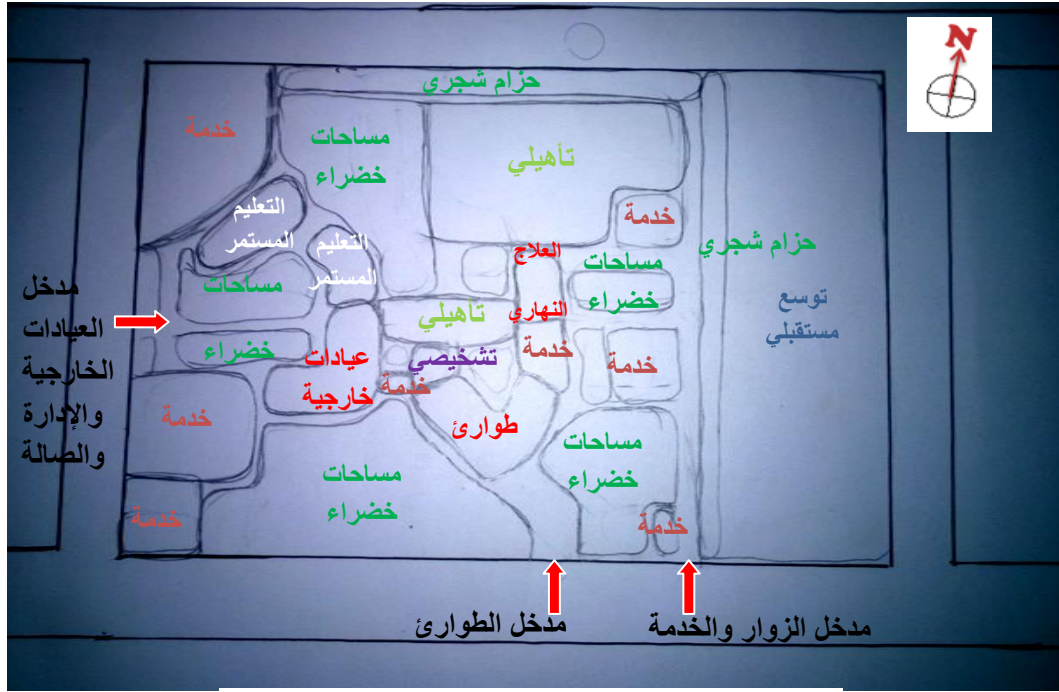 N
حزام شجري
خدمة
مساحات
خضراء
تأهيلي
التعليم
المستمر
التعليم
المستمر
خدمة
حزام شجري
العلاج
النهاري
مساحات
خضراء
توسع
مستقبلي
مساحات
خضراء
مدخل
العيادات
الخارجية
والإدارة
والصالة
تأهيلي
تشخيصي
خدمة
خدمة
عيادات
خارجية
خدمة
خدمة
طوارئ
مساحات
خضراء
مساحات
خضراء
خدمة
خدمة
مدخل الطوارئ
مدخل الزوار والخدمة